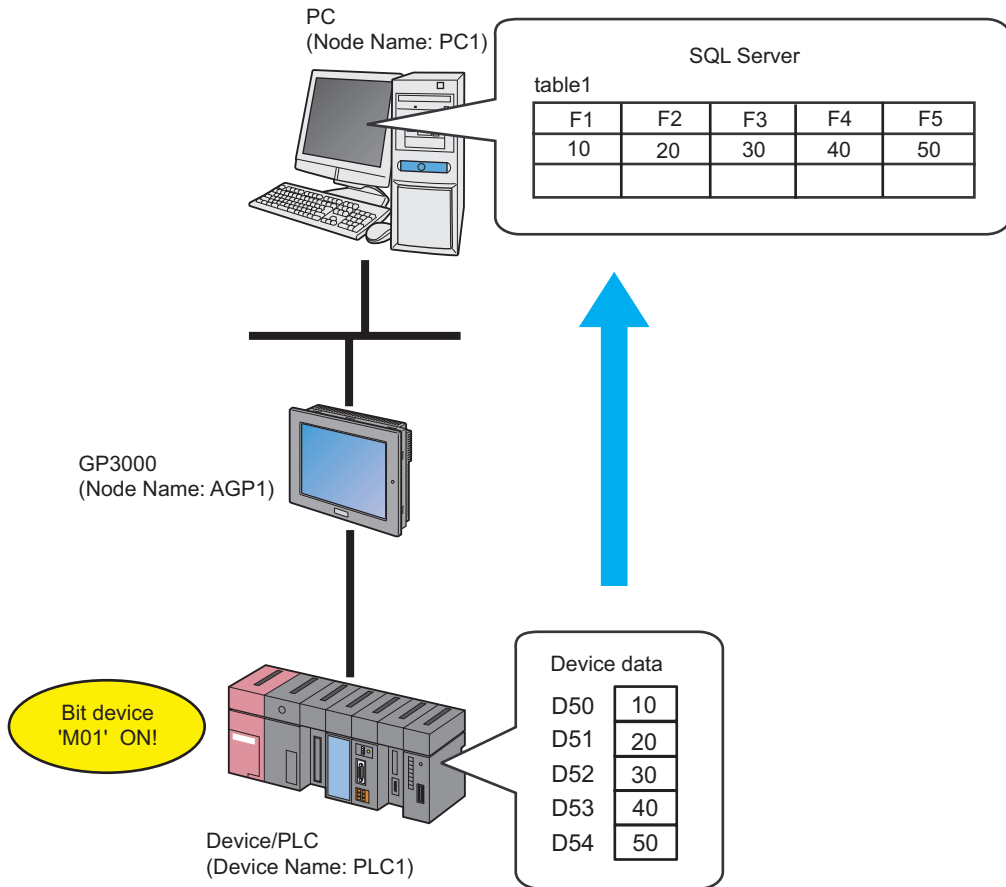 PC
(Node Name: PC1)
SQL Server
table1
F1 F2 F3 F4 F5
10 20 30 40 50
GP3000
(Node Name: AGP1)
Bit device
'M01' ON!
Device/PLC
(Device Name: PLC1)
Device data
D50 10
D51 20
D52 30
D53 40
D54 50